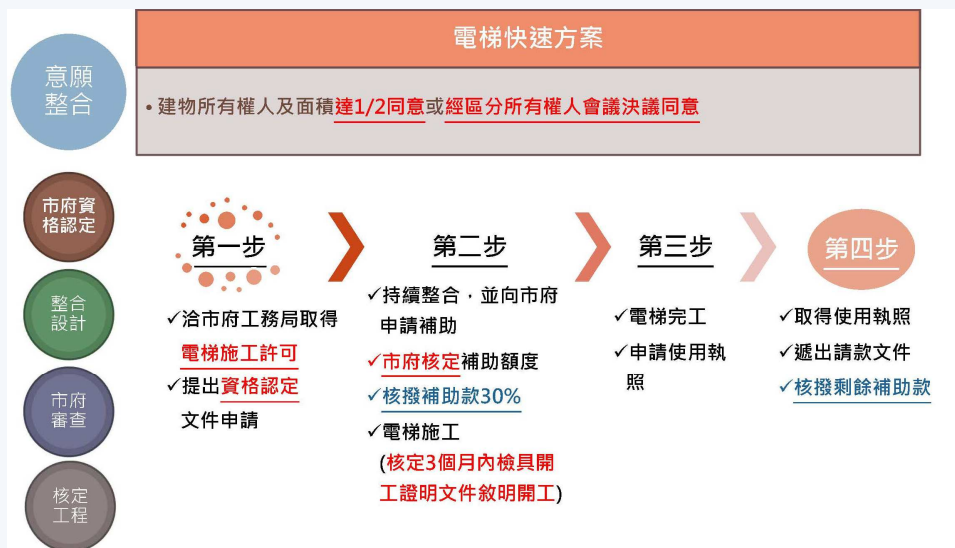 電梯快速方案
意願
整合
• 建物所有權人及面積達1/2同意或經區分所有權人會議決議同意
市府資
格認定
整合
設計
市府
審查
核定
工程
第一步
✓洽市府工務局取得
電梯施工許可
✓提出資格認定
文件申請
第二步
✓持續整合，並向市府
申請補助
✓市府核定補助額度
✓核撥補助款30%
✓電梯施工
(核定3個月內檢具開
工證明文件敘明開工)
第三步
✓電梯完工
✓申請使用執
照
第四步
✓取得使用執照
✓遞出請款文件
✓核撥剩餘補助款